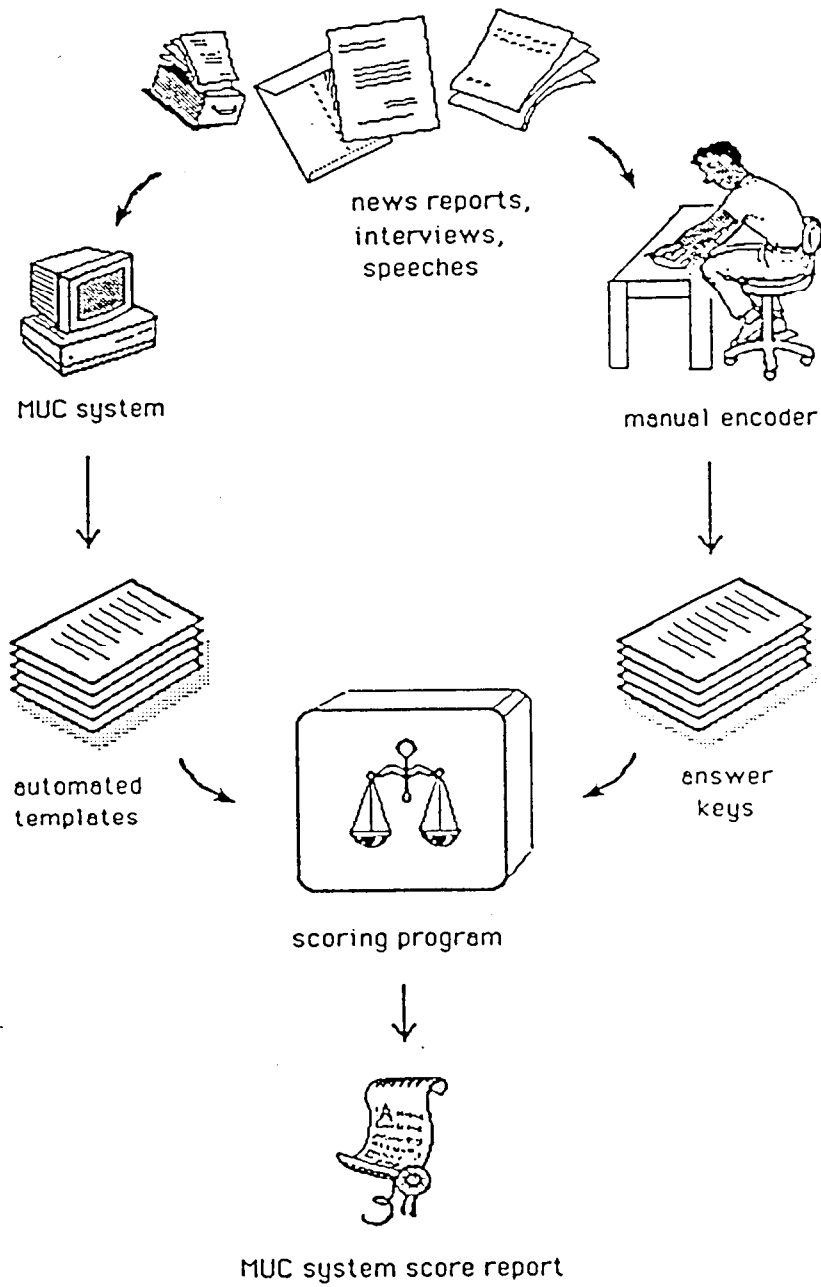 news reports,
interviews,
speeches
MUC system
manual encoder
automated
templates
answer
keys
scoring program
MUC system score report